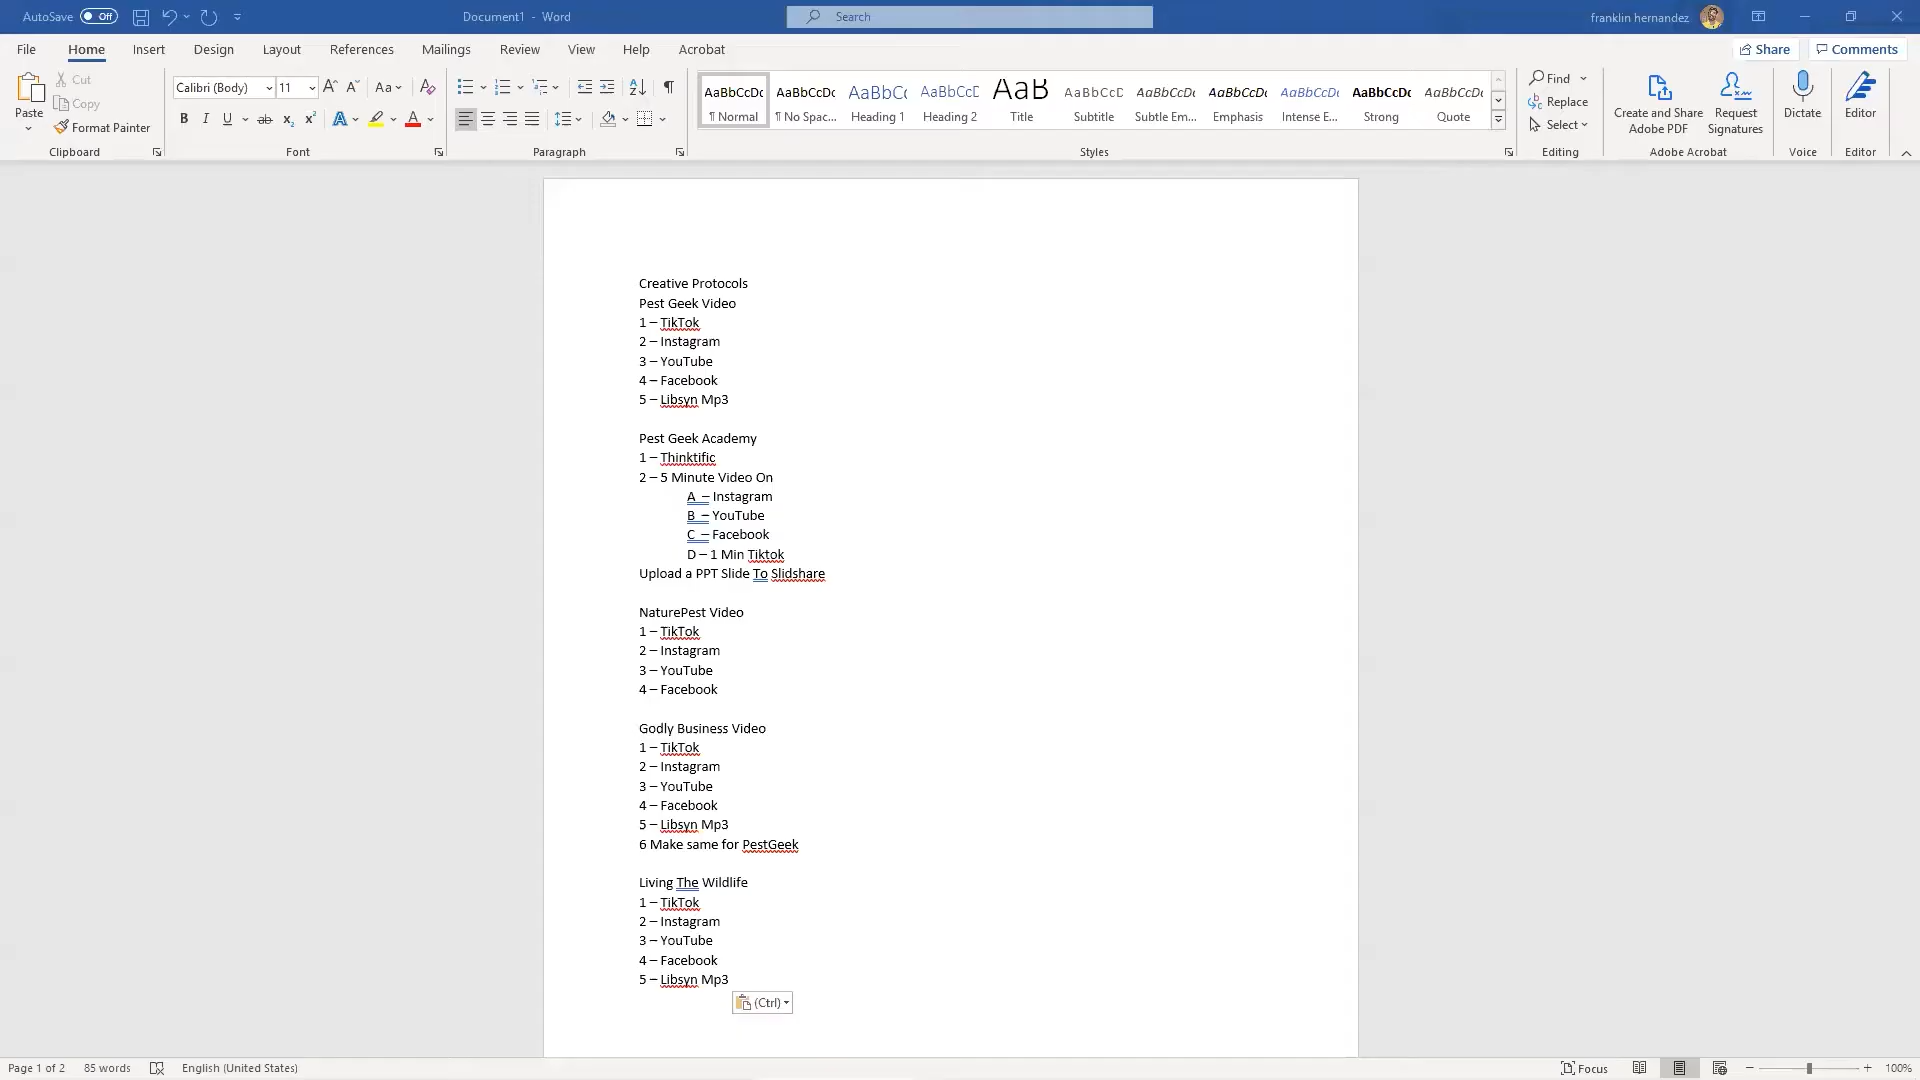 AutoSave Off Document1 - Word Search franklin hernandez
File Home Insert Design Layout References Mailings Review View Help Acrobat Share Comments
Paste Cut Copy Format Painter
Calibri (Body) 11 Aa
B I U ab x₂ x² A A
AaBbCcDc AaBbCcDc AaBbCc AaBbCcC AaB AaBbCcC AaBbCcDc AaBbCcDc AaBbCcDc AaBbCcDc AaBbCcDc
¶ Normal ¶ No Spac... Heading 1 Heading 2 Title Subtitle Subtle Em... Emphasis Intense E... Strong Quote
Find
Replace
Select
Create and Share Adobe PDF
Request Signatures
Dictate
Editor
Clipboard Font Paragraph Styles Editing Adobe Acrobat Voice Editor
Creative Protocols
Pest Geek Video
1 – TikTok
2 – Instagram
3 – YouTube
4 – Facebook
5 – Libsyn Mp3
Pest Geek Academy
1 – Thinktific
2 – 5 Minute Video On
A  – Instagram
B  – YouTube
C  – Facebook
D – 1 Min Tiktok
Upload a PPT Slide To Slidshare
NaturePest Video
1 – TikTok
2 – Instagram
3 – YouTube
4 – Facebook
Godly Business Video
1 – TikTok
2 – Instagram
3 – YouTube
4 – Facebook
5 – Libsyn Mp3
6 Make same for PestGeek
Living The Wildlife
1 – TikTok
2 – Instagram
3 – YouTube
4 – Facebook
5 – Libsyn Mp3
(Ctrl)
Page 1 of 2 85 words English (United States) Focus 100%